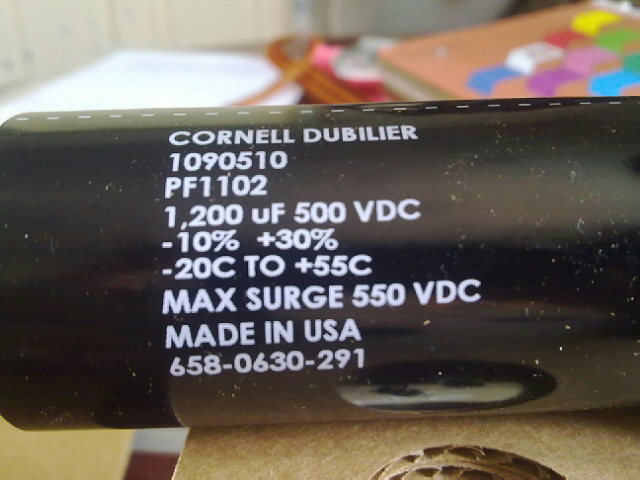 CORNELL DUBILIER
1090510
PF1102
1,200 uF 500 VDC
-10% +30%
-20C TO +55C
MAX SURGE 550 VDC
MADE IN USA
658-0630-291